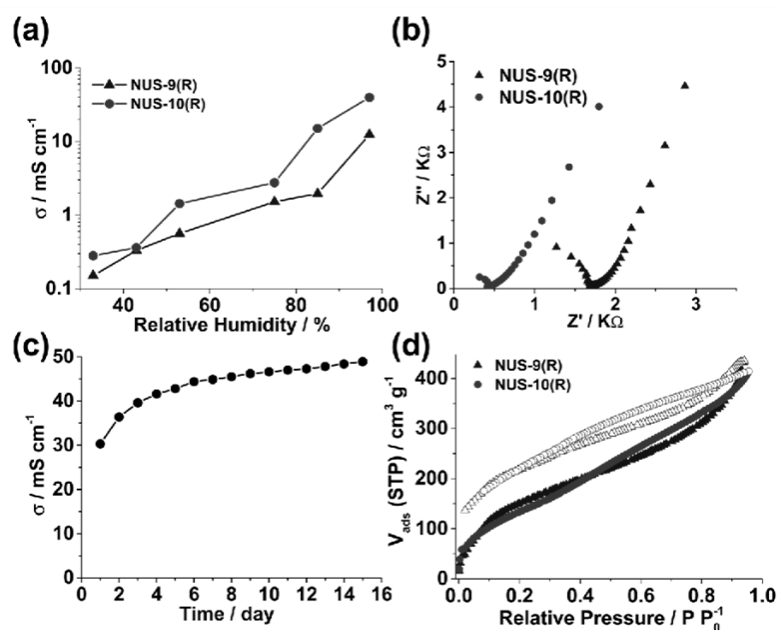 (a)
NUS-9(R)
NUS-10(R)
σ / mS cm⁻¹
100
10
1
0.1
40 60 80 100
Relative Humidity / %
(b)
NUS-9(R)
NUS-10(R)
Z'' / KΩ
5
4
3
2
1
0
0 1 2 3
Z' / KΩ
(c)
σ / mS cm⁻¹
50
40
30
20
10
0
0 2 4 6 8 10 12 14 16
Time / day
(d)
NUS-9(R)
NUS-10(R)
V_ads (STP) / cm³ g⁻¹
400
300
200
100
0
0.0 0.2 0.4 0.6 0.8 1.0
Relative Pressure / P P₀⁻¹